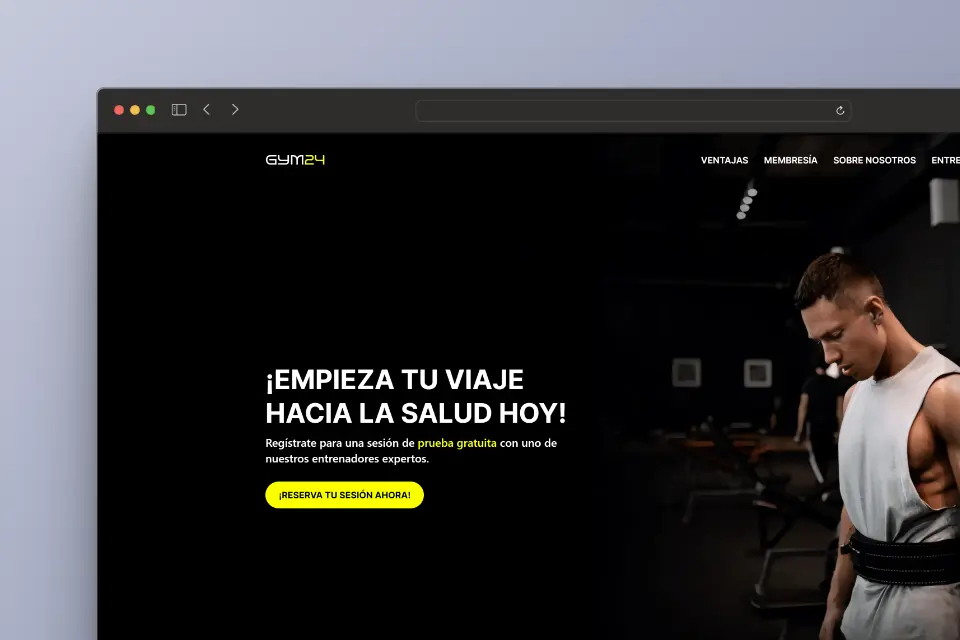 GYM24
VENTAJAS MEMBRESÍA SOBRE NOSOTROS ENTRE
¡EMPIEZA TU VIAJE
HACIA LA SALUD HOY!
Regístrate para una sesión de prueba gratuita con uno de
nuestros entrenadores expertos.
¡RESERVA TU SESIÓN AHORA!